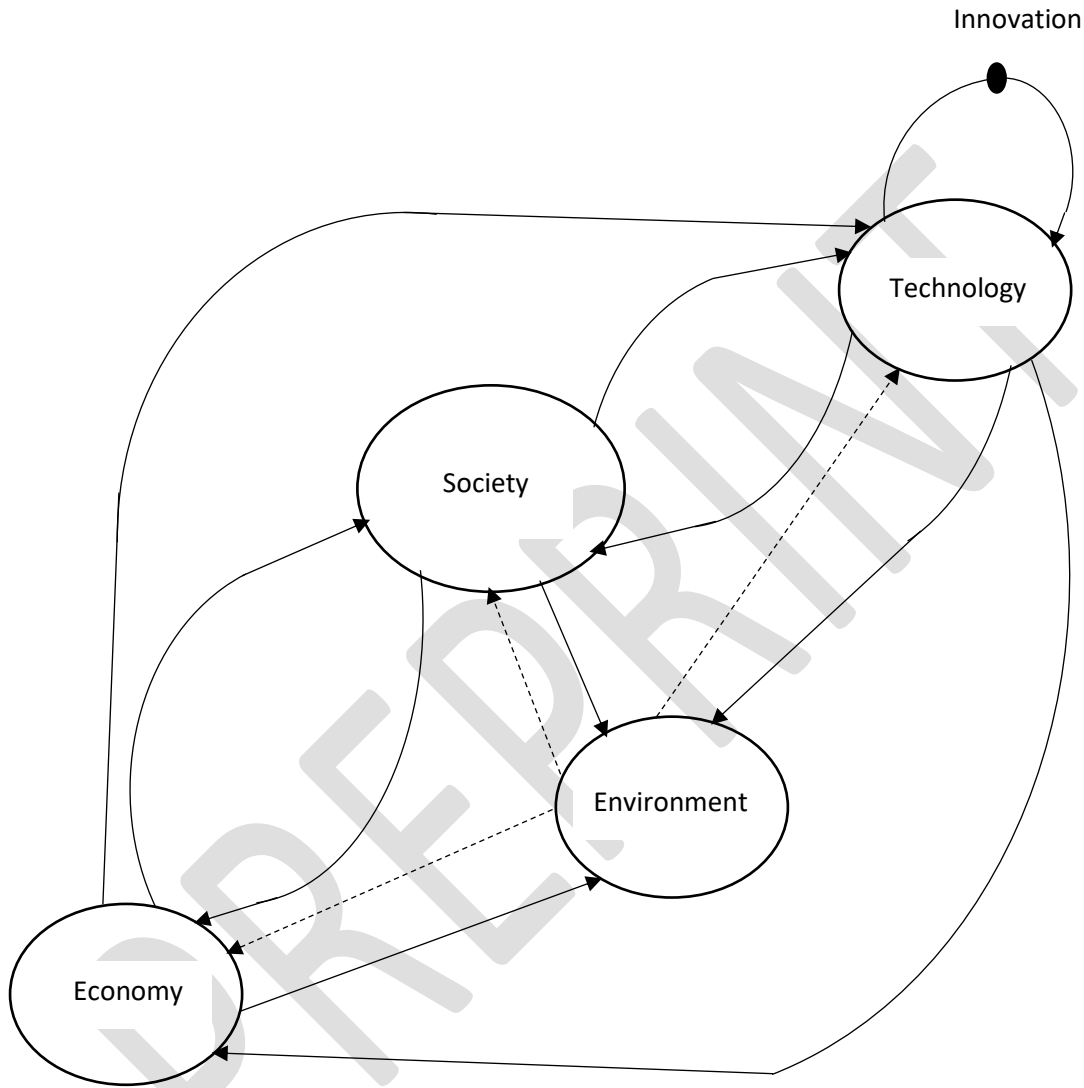 Innovation
Technology
Society
Environment
Economy
PREPRINT